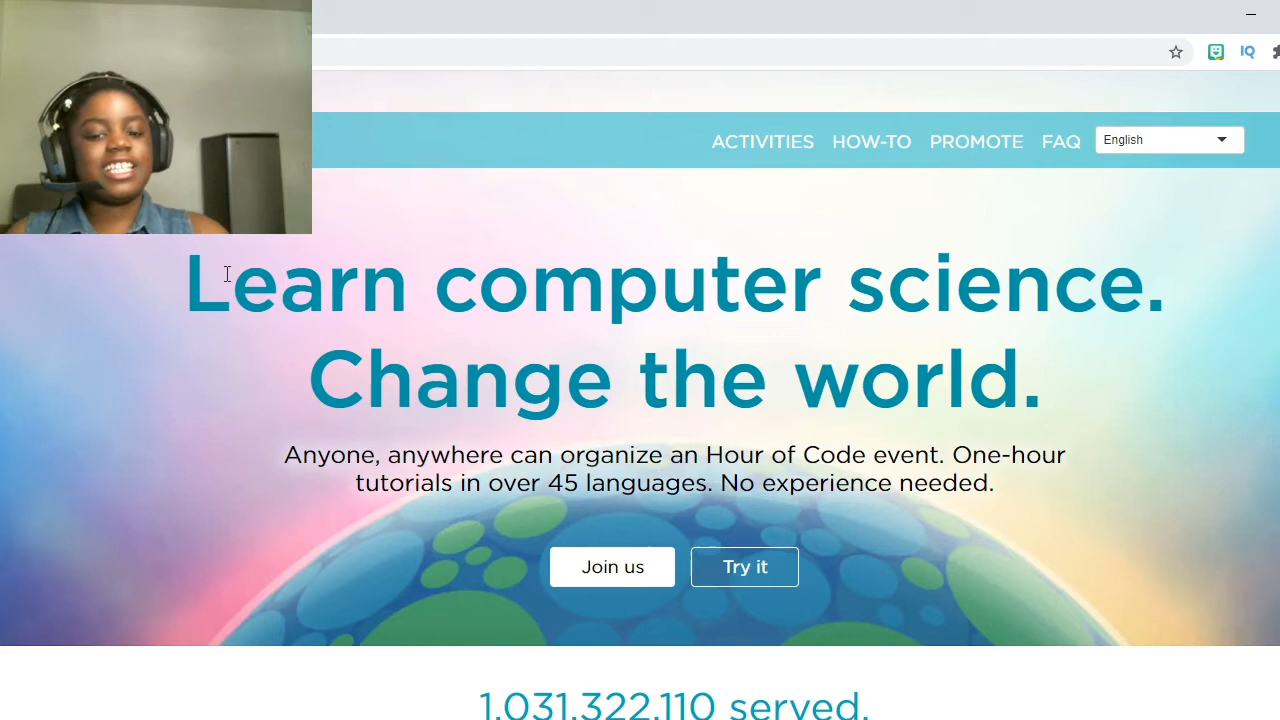 IQ
ACTIVITIES HOW-TO PROMOTE FAQ English
Learn computer science.
Change the world.
Anyone, anywhere can organize an Hour of Code event. One-hour
tutorials in over 45 languages. No experience needed.
Join us Try it
1,031,322,110 served.